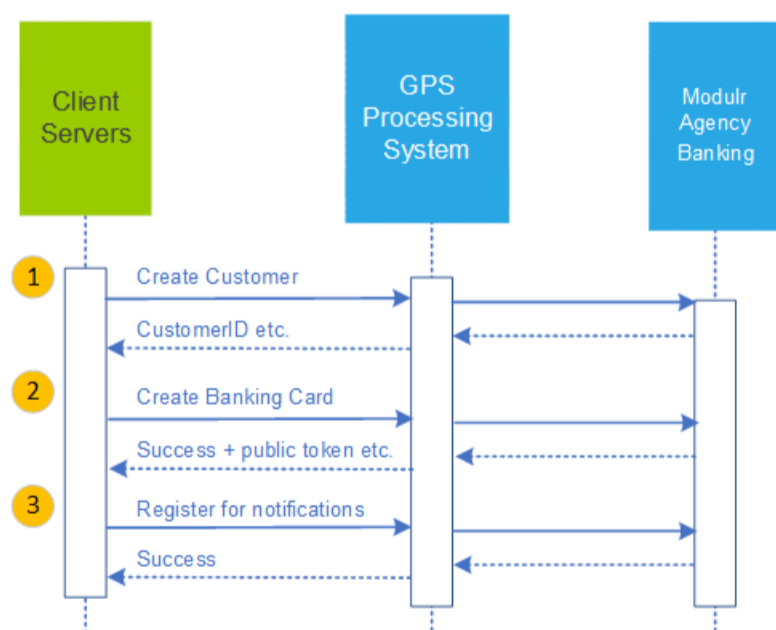 Client
Servers
GPS
Processing
System
Modulr
Agency
Banking
1
Create Customer
CustomerID etc.
2
Create Banking Card
Success + public token etc.
3
Register for notifications
Success